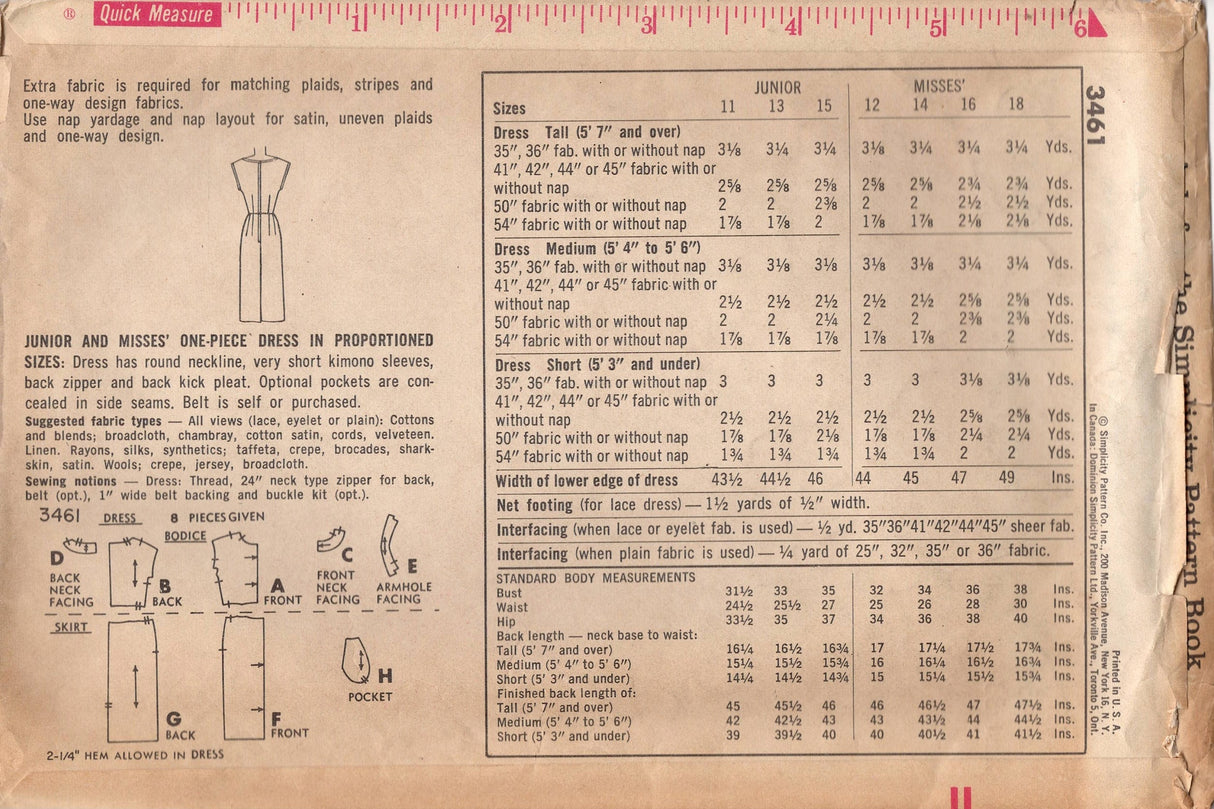 ® Quick Measure 1 2 3 4 5 6
Extra fabric is required for matching plaids, stripes and
one-way design fabrics.
Use nap yardage and nap layout for satin, uneven plaids
and one-way design.
JUNIOR AND MISSES' ONE-PIECE DRESS IN PROPORTIONED
SIZES: Dress has round neckline, very short kimono sleeves,
back zipper and back kick pleat. Optional pockets are con-
cealed in side seams. Belt is self or purchased.
Suggested fabric types — All views (lace, eyelet or plain): Cottons
and blends; broadcloth, chambray, cotton satin, cords, velveteen.
Linen. Rayons, silks, synthetics; taffeta, crepe, brocades, shark-
skin, satin. Wools; crepe, jersey, broadcloth.
Sewing notions — Dress: Thread, 24" neck type zipper for back,
belt (opt.), 1" wide belt backing and buckle kit (opt.).
3461 DRESS 8 PIECES GIVEN
BODICE
D
BACK
NECK
FACING
B
BACK
A
FRONT
C
FRONT
NECK
FACING
E
ARMHOLE
FACING
SKIRT
G
BACK
F
FRONT
H
POCKET
2-1/4" HEM ALLOWED IN DRESS
JUNIOR MISSES'
Sizes 11 13 15 12 14 16 18
Dress Tall (5' 7" and over)
35", 36" fab. with or without nap 3⅛ 3¼ 3¼ 3⅛ 3¼ 3¼ 3¼ Yds.
41", 42", 44" or 45" fabric with or
without nap 2⅝ 2⅝ 2⅝ 2⅝ 2⅝ 2¾ 2¾ Yds.
50" fabric with or without nap 2 2 2⅜ 2 2 2½ 2½ Yds.
54" fabric with or without nap 1⅞ 1⅞ 2 1⅞ 1⅞ 2⅛ 2⅛ Yds.
Dress Medium (5' 4" to 5' 6")
35", 36" fab. with or without nap 3⅛ 3⅛ 3⅛ 3⅛ 3⅛ 3¼ 3¼ Yds.
41", 42", 44" or 45" fabric with or
without nap 2½ 2½ 2½ 2½ 2½ 2⅝ 2⅝ Yds.
50" fabric with or without nap 2 2 2¼ 2 2 2⅜ 2⅜ Yds.
54" fabric with or without nap 1⅞ 1⅞ 1⅞ 1⅞ 1⅞ 2 2 Yds.
Dress Short (5' 3" and under)
35", 36" fab. with or without nap 3 3 3 3 3 3⅛ 3⅛ Yds.
41", 42", 44" or 45" fabric with or
without nap 2½ 2½ 2½ 2½ 2½ 2⅝ 2⅝ Yds.
50" fabric with or without nap 1⅞ 1⅞ 2⅛ 1⅞ 1⅞ 2¼ 2¼ Yds.
54" fabric with or without nap 1¾ 1¾ 1¾ 1¾ 1¾ 2 2 Yds.
Width of lower edge of dress 43½ 44½ 46 44 45 47 49 Ins.
Net footing (for lace dress) — 1½ yards of ½" width.
Interfacing (when lace or eyelet fab. is used) — ½ yd. 35"36"41"42"44"45" sheer fab.
Interfacing (when plain fabric is used) — ¼ yard of 25", 32", 35" or 36" fabric.
STANDARD BODY MEASUREMENTS
Bust 31½ 33 35 32 34 36 38 Ins.
Waist 24½ 25½ 27 25 26 28 30 Ins.
Hip 33½ 35 37 34 36 38 40 Ins.
Back length — neck base to waist:
Tall (5' 7" and over) 16¼ 16½ 16¾ 17 17¼ 17½ 17¾ Ins.
Medium (5' 4" to 5' 6") 15¼ 15½ 15¾ 16 16¼ 16½ 16¾ Ins.
Short (5' 3" and under) 14¼ 14½ 14¾ 15 15¼ 15½ 15¾ Ins.
Finished back length of:
Tall (5' 7" and over) 45 45½ 46 46 46½ 47 47½ Ins.
Medium (5' 4" to 5' 6") 42 42½ 43 43 43½ 44 44½ Ins.
Short (5' 3" and under) 39 39½ 40 40 40½ 41 41½ Ins.
3461
© Simplicity Pattern Co. Inc., 200 Madison Avenue, New York 16, N. Y.
In Canada: Dominion Simplicity Pattern Ltd., Yorkville Ave., Toronto 5, Ont.
Printed in U. S. A.
the Simplicity Pattern Book